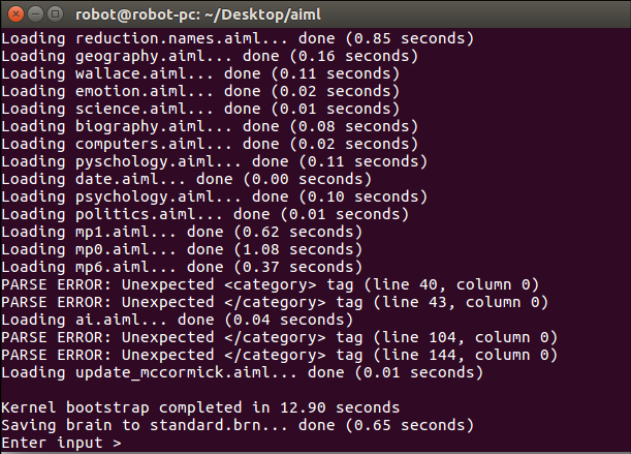 robot@robot-pc: ~/Desktop/aiml
Loading reduction.names.aiml... done (0.85 seconds)
Loading geography.aiml... done (0.16 seconds)
Loading wallace.aiml... done (0.11 seconds)
Loading emotion.aiml... done (0.02 seconds)
Loading science.aiml... done (0.01 seconds)
Loading biography.aiml... done (0.08 seconds)
Loading computers.aiml... done (0.02 seconds)
Loading pyschology.aiml... done (0.11 seconds)
Loading date.aiml... done (0.00 seconds)
Loading psychology.aiml... done (0.10 seconds)
Loading politics.aiml... done (0.01 seconds)
Loading mp1.aiml... done (0.62 seconds)
Loading mp0.aiml... done (1.08 seconds)
Loading mp6.aiml... done (0.37 seconds)
PARSE ERROR: Unexpected <category> tag (line 40, column 0)
PARSE ERROR: Unexpected </category> tag (line 43, column 0)
Loading ai.aiml... done (0.04 seconds)
PARSE ERROR: Unexpected </category> tag (line 104, column 0)
PARSE ERROR: Unexpected </category> tag (line 144, column 0)
Loading update_mccormick.aiml... done (0.01 seconds)
Kernel bootstrap completed in 12.90 seconds
Saving brain to standard.brn... done (0.65 seconds)
Enter input >